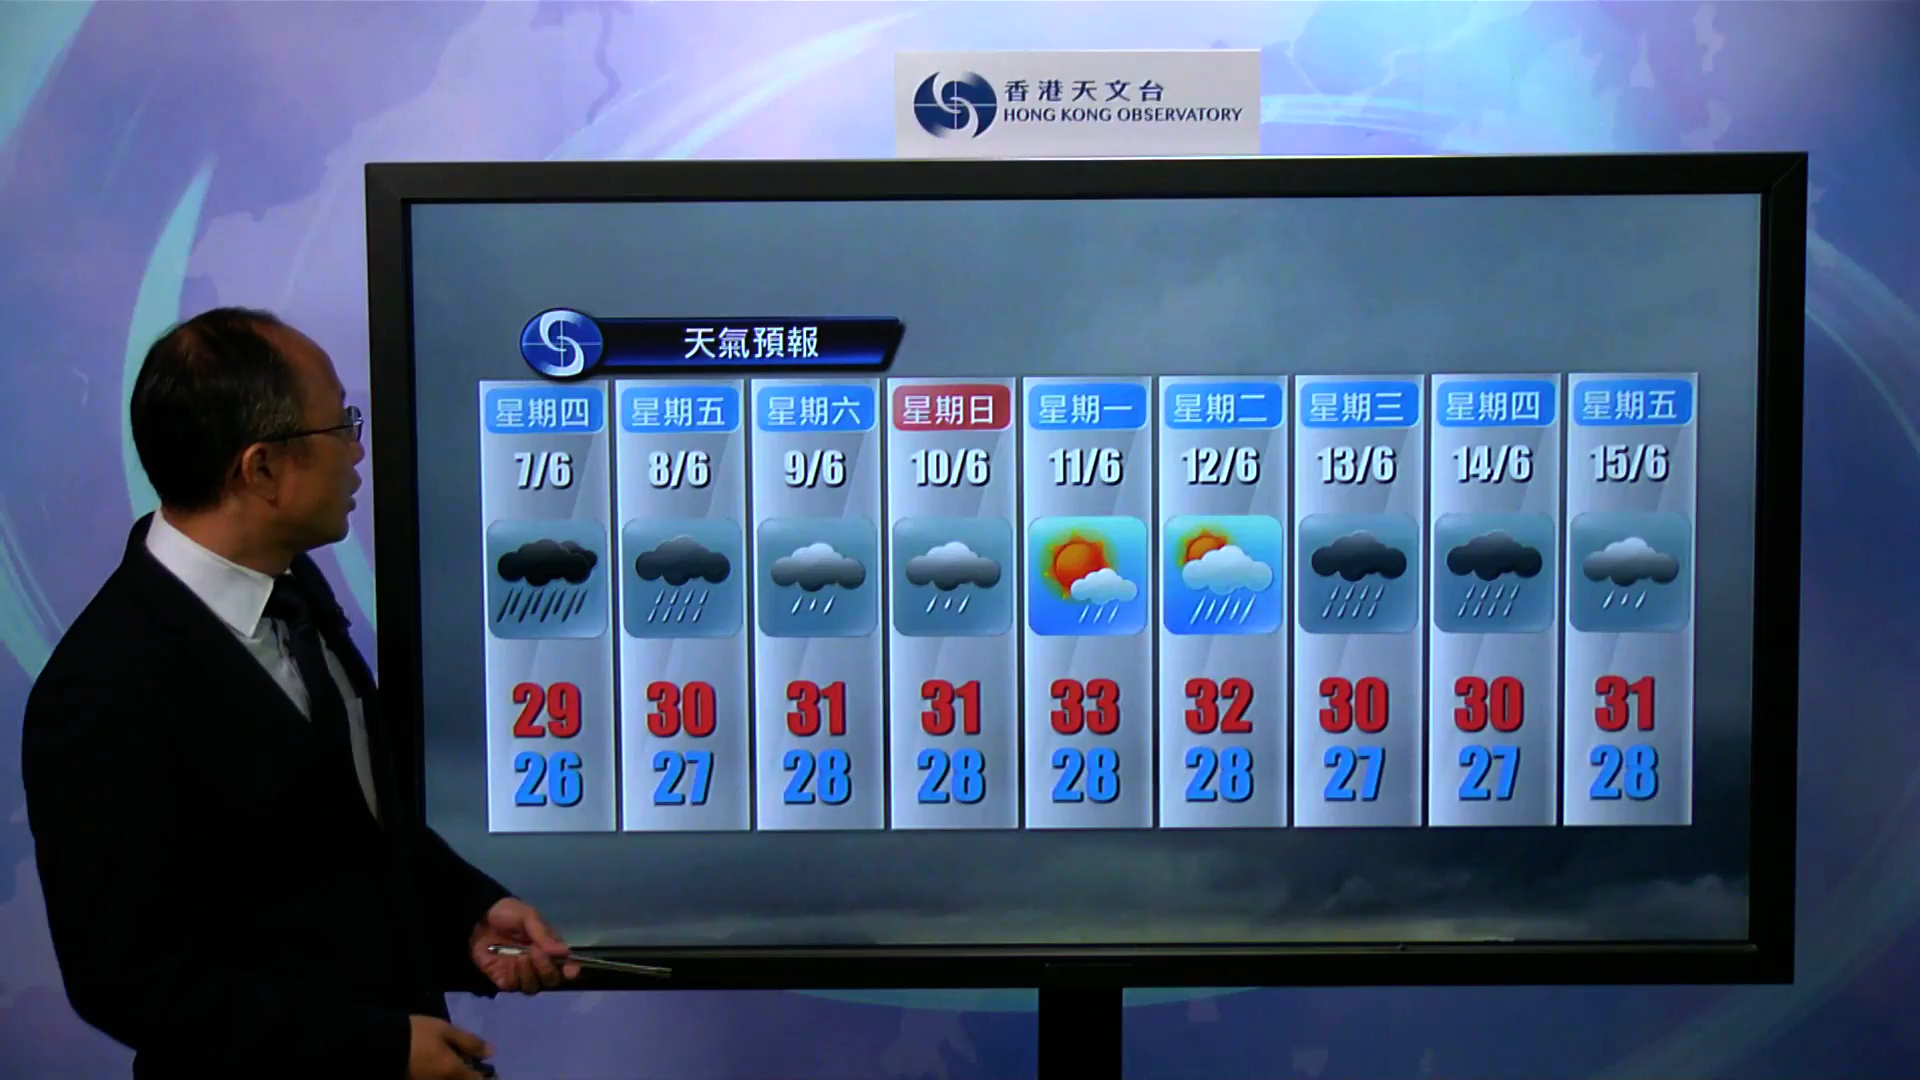 香港天文台
HONG KONG OBSERVATORY
天氣預報
星期四 星期五 星期六 星期日 星期一 星期二 星期三 星期四 星期五
7/6 8/6 9/6 10/6 11/6 12/6 13/6 14/6 15/6
29 30 31 31 33 32 30 30 31
26 27 28 28 28 28 27 27 28